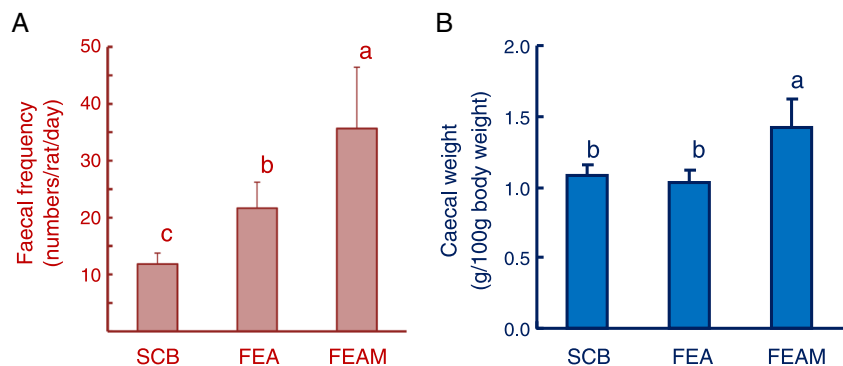 A
Faecal frequency
(numbers/rat/day)
50
40
30
20
10
c
b
a
SCB
FEA
FEAM
B
Caecal weight
(g/100g body weight)
2.0
1.5
1.0
0.5
0.0
b
b
a
SCB
FEA
FEAM